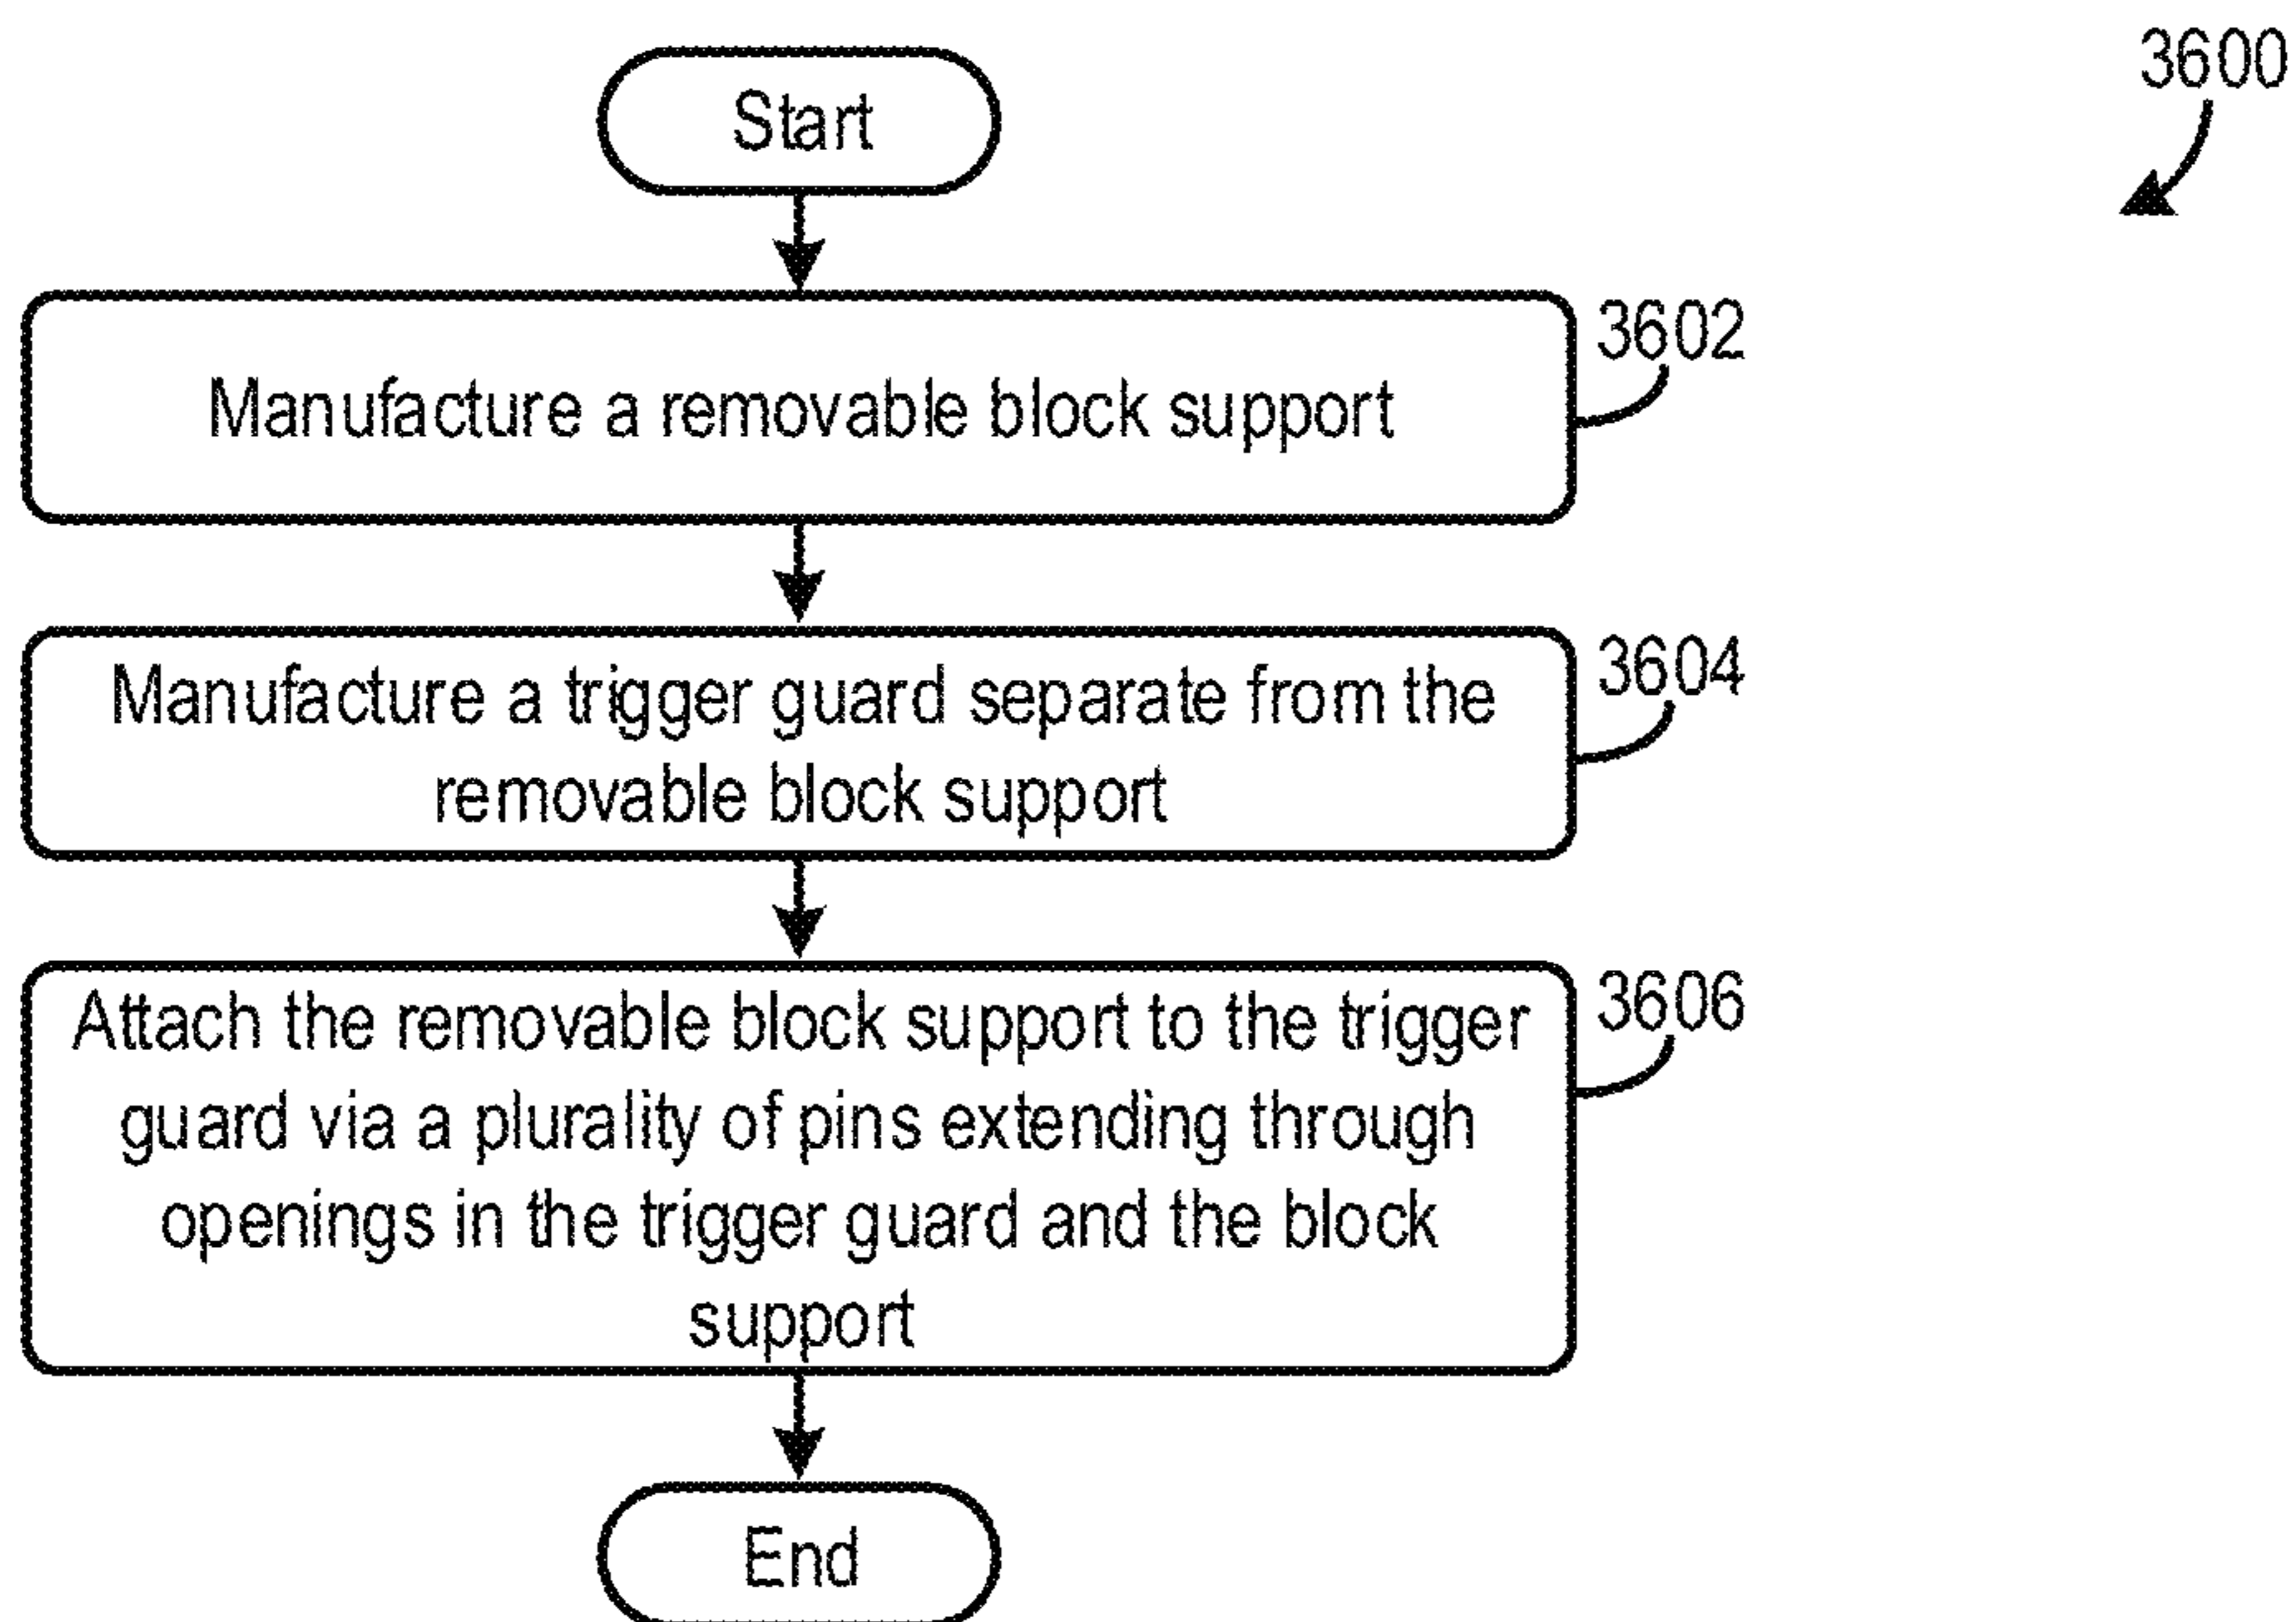 3600
Start
3602
Manufacture a removable block support
3604
Manufacture a trigger guard separate from the
removable block support
3606
Attach the removable block support to the trigger
guard via a plurality of pins extending through
openings in the trigger guard and the block
support
End